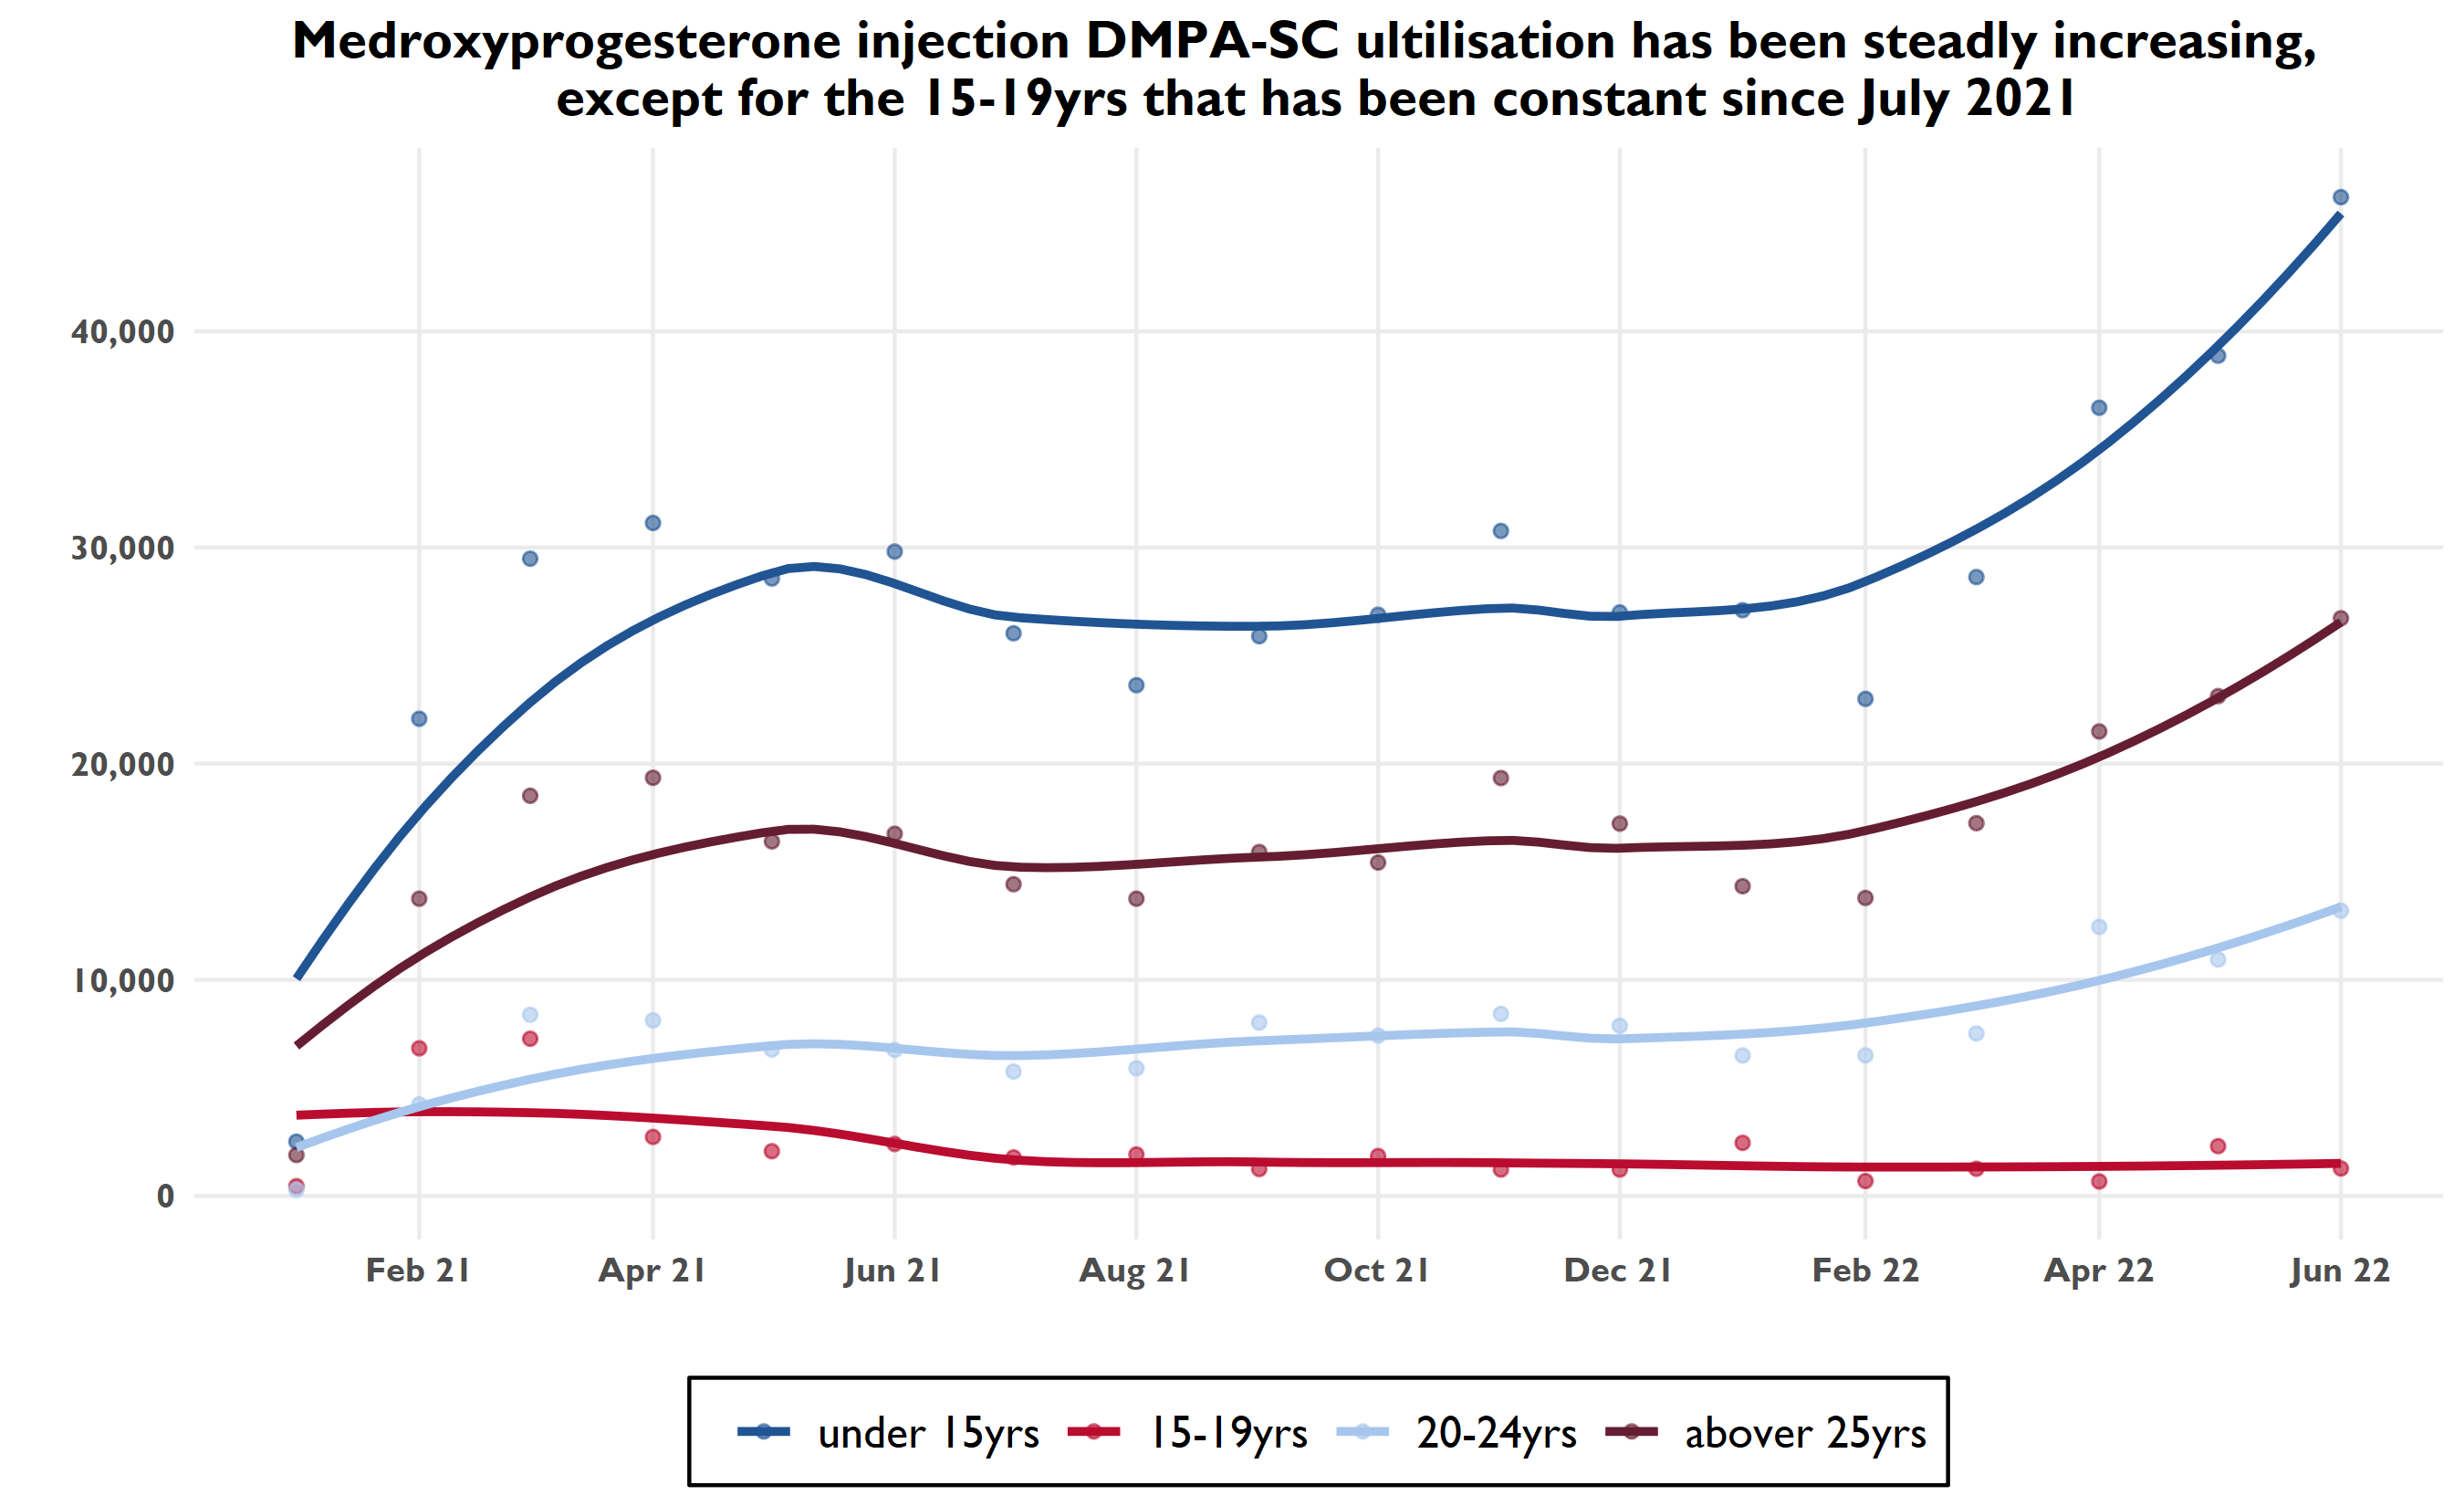 Medroxyprogesterone injection DMPA-SC ultilisation has been steadly increasing,
except for the 15-19yrs that has been constant since July 2021
40,000
30,000
20,000
10,000
0
Feb 21 Apr 21 Jun 21 Aug 21 Oct 21 Dec 21 Feb 22 Apr 22 Jun 22
under 15yrs 15-19yrs 20-24yrs abover 25yrs